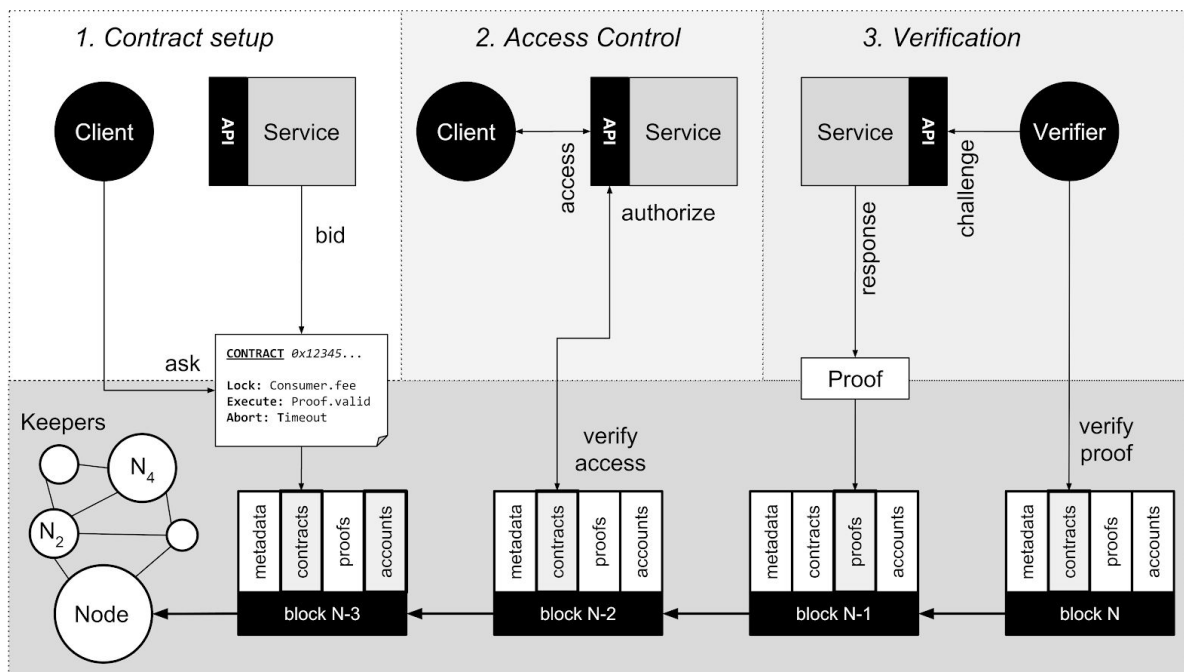 1. Contract setup
Client
API
Service
bid
ask
CONTRACT 0x12345...
Lock: Consumer.fee
Execute: Proof.valid
Abort: Timeout
2. Access Control
Client
access
API
Service
authorize
verify
access
3. Verification
Service
API
Verifier
challenge
response
Proof
verify
proof
Keepers
N4
N2
Node
metadata
contracts
proofs
accounts
block N-3
metadata
contracts
proofs
accounts
block N-2
metadata
contracts
proofs
accounts
block N-1
metadata
contracts
proofs
accounts
block N